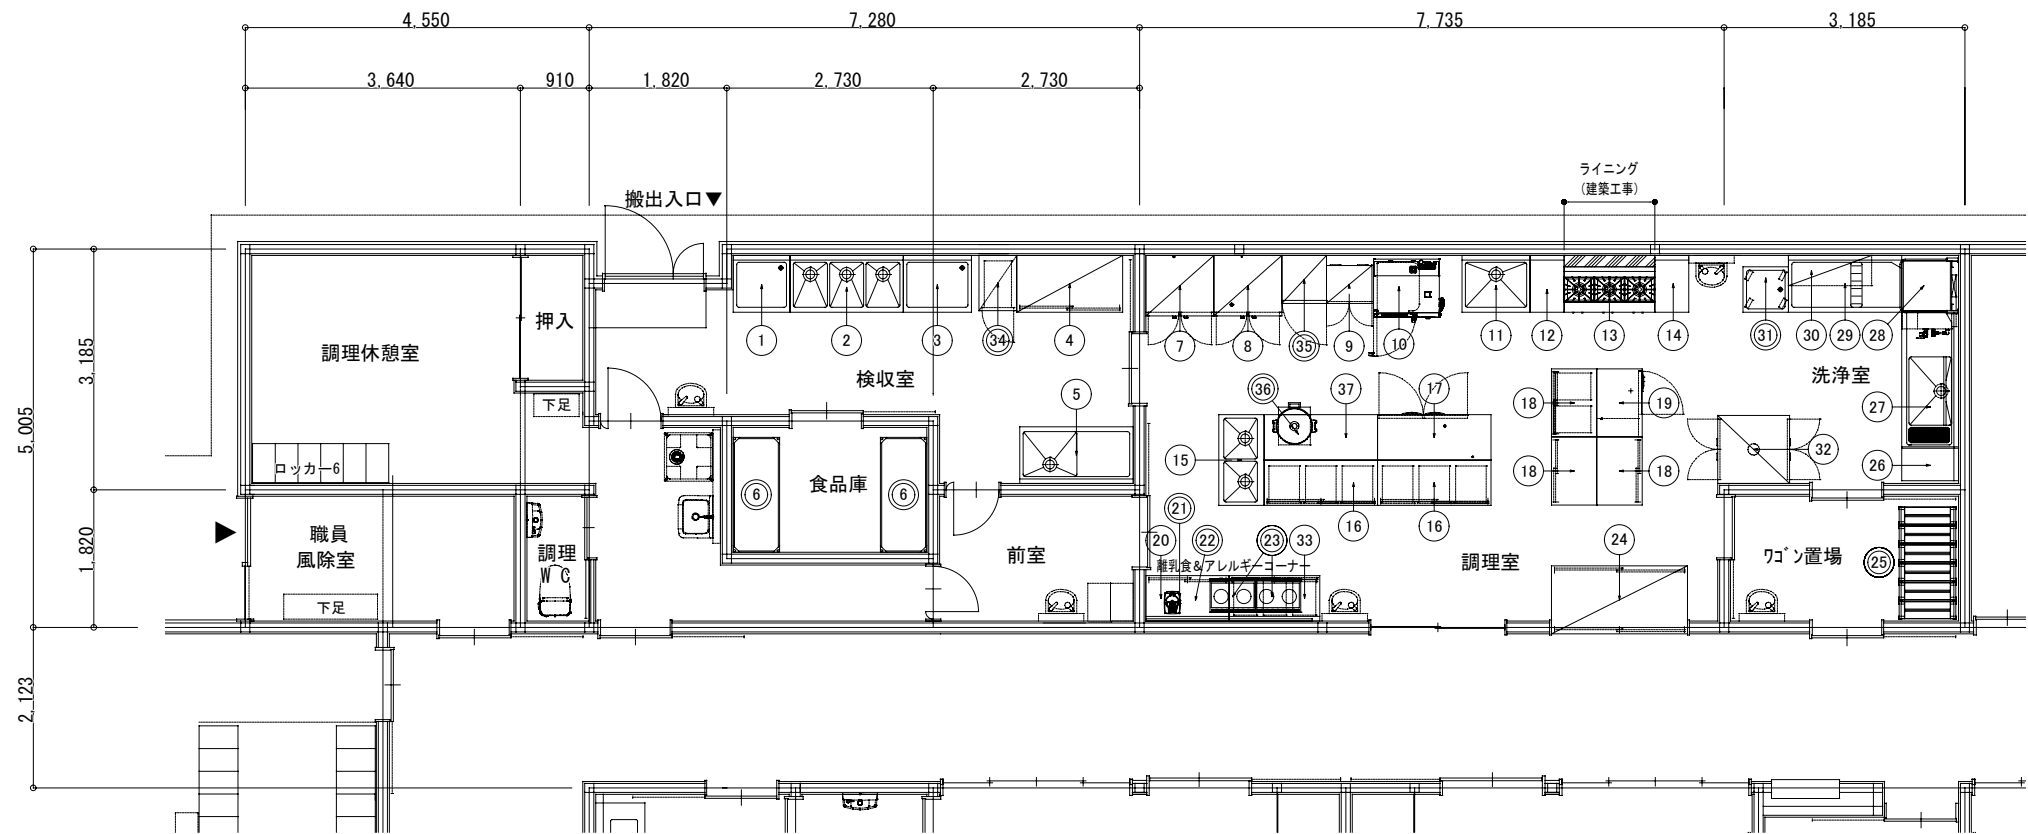 4,550
7,280
7,735
3,185
3,640
910
1,820
2,730
2,730
ライニング
(建築工事)
搬出入口▼
5,005
3,185
1,820
2,123
調理休憩室
押入
下足
ロッカー6
職員
風除室
下足
調理
WC
検収室
食品庫
前室
調理室
洗浄室
ワゴン置場
離乳食&アレルギーコーナー
1
2
3
34
4
5
6
6
7
8
35
9
10
11
12
13
14
31
30
29
28
36
37
17
18
19
27
15
32
18
18
26
16
16
21
20
22
23
33
24
25